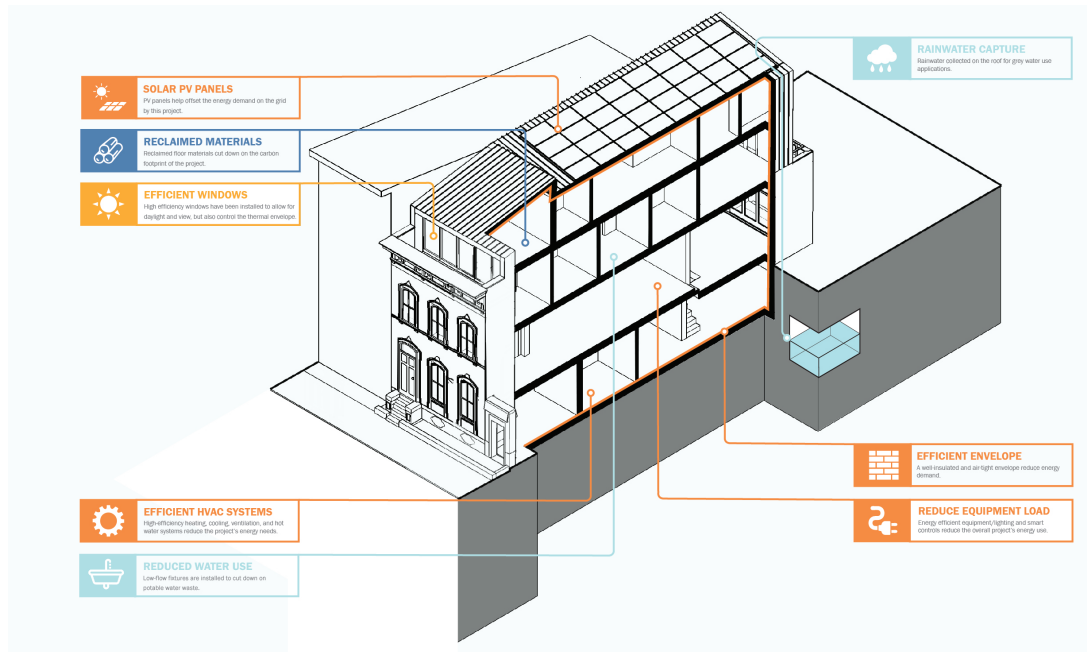 SOLAR PV PANELS
PV panels help offset the energy demand on the grid
by this project.
RECLAIMED MATERIALS
Reclaimed floor materials cut down on the carbon
footprint of the project.
EFFICIENT WINDOWS
High efficiency windows have been installed to allow for
daylight and view, but also control the thermal envelope.
RAINWATER CAPTURE
Rainwater collected on the roof for grey water use
applications.
EFFICIENT HVAC SYSTEMS
High-efficiency heating, cooling, ventilation, and hot
water systems reduce the project's energy needs.
REDUCED WATER USE
Low-flow fixtures are installed to cut down on
potable water waste.
EFFICIENT ENVELOPE
A well-insulated and air-tight envelope reduce energy
demand.
REDUCE EQUIPMENT LOAD
Energy efficient equipment/lighting and smart
controls reduce the overall project's energy use.